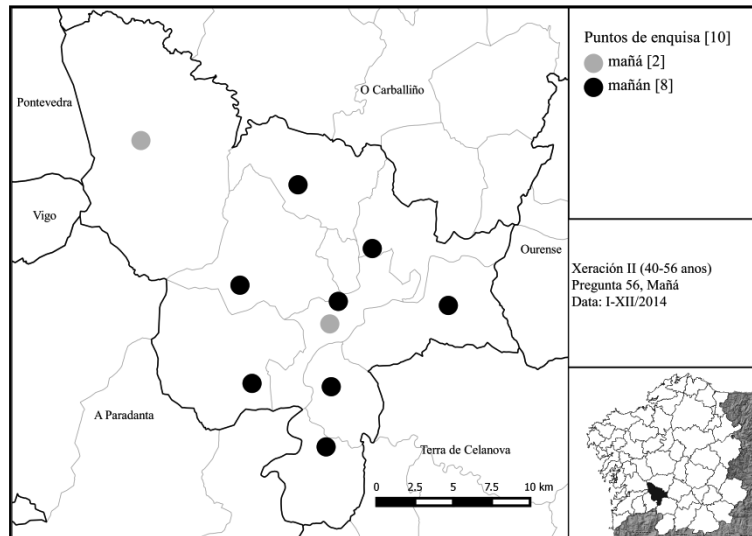 Puntos de enquisa [10]
mañá [2]
mañán [8]
Pontevedra
O Carballiño
Vigo
Ourense
A Paradanta
Terra de Celanova
0 2,5 5 7,5 10 km
Xeración II (40-56 anos)
Pregunta 56, Mañá
Data: I-XII/2014